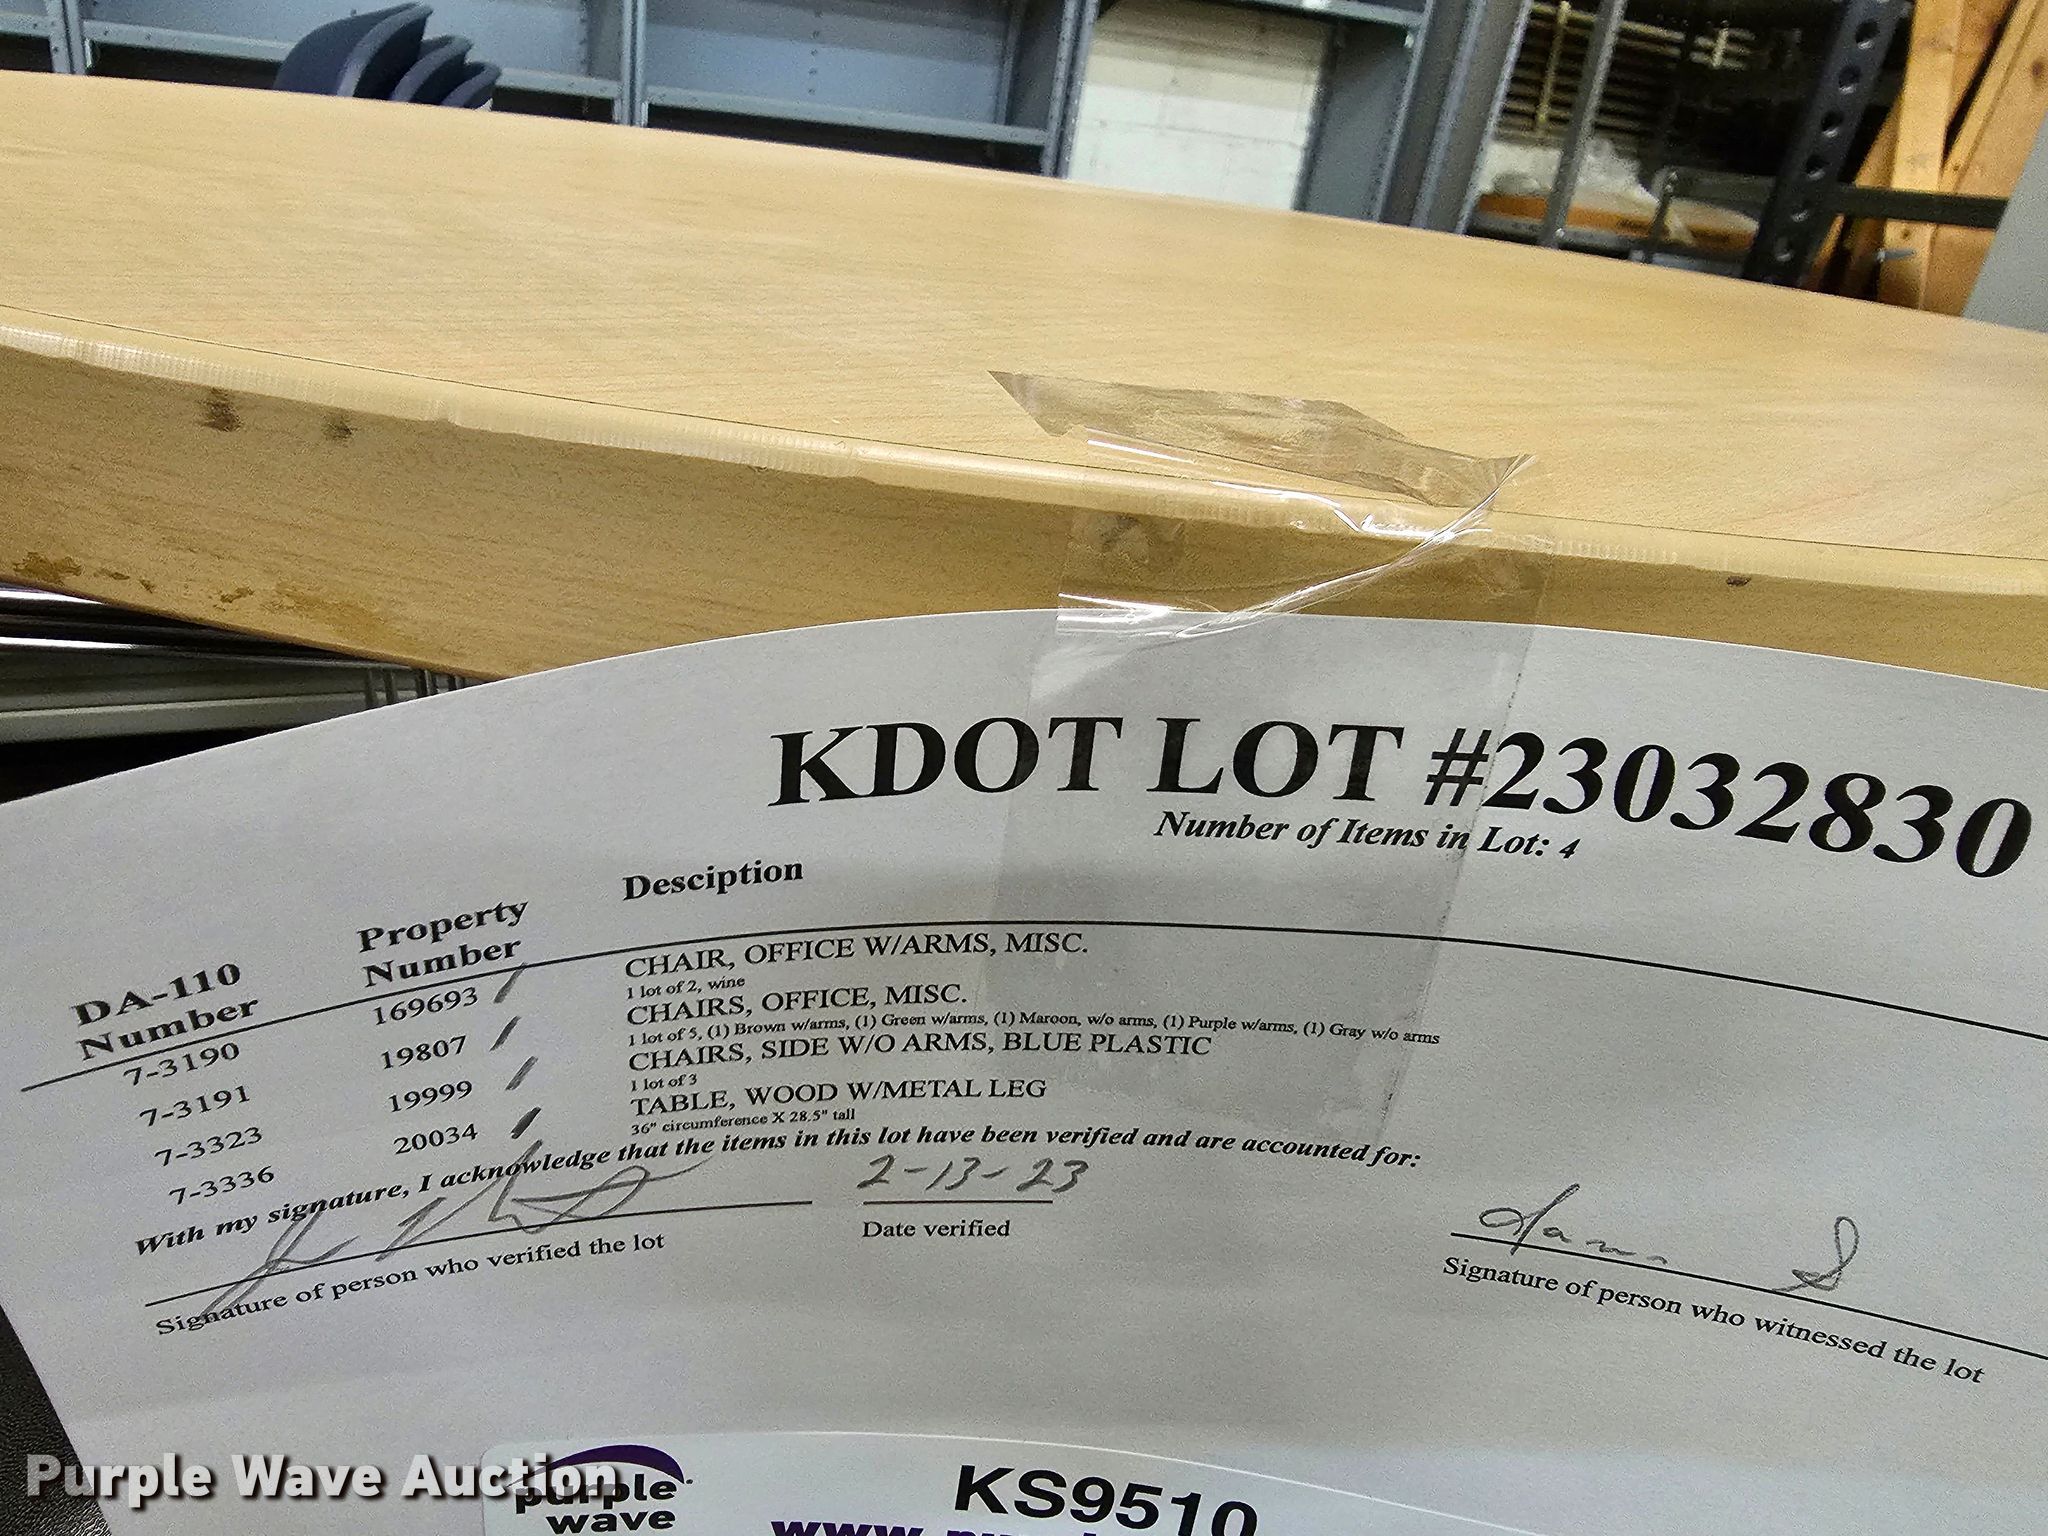 KDOT LOT #23032830
Number of Items in Lot: 4
DA-110 Number Property Number Desciption
7-3190 169693 CHAIR, OFFICE W/ARMS, MISC.
1 lot of 2, wine
7-3191 19807 CHAIRS, OFFICE, MISC.
1 lot of 5, (1) Brown w/arms, (1) Green w/arms, (1) Maroon, w/o arms, (1) Purple w/arms, (1) Gray w/o arms
7-3323 19999 CHAIRS, SIDE W/O ARMS, BLUE PLASTIC
1 lot of 3
7-3336 20034 TABLE, WOOD W/METAL LEG
36" circumference X 28.5" tall
With my signature, I acknowledge that the items in this lot have been verified and are accounted for:
2-13-23
Signature of person who verified the lot Date verified Signature of person who witnessed the lot
Purple Wave Auction
purple wave
KS9510